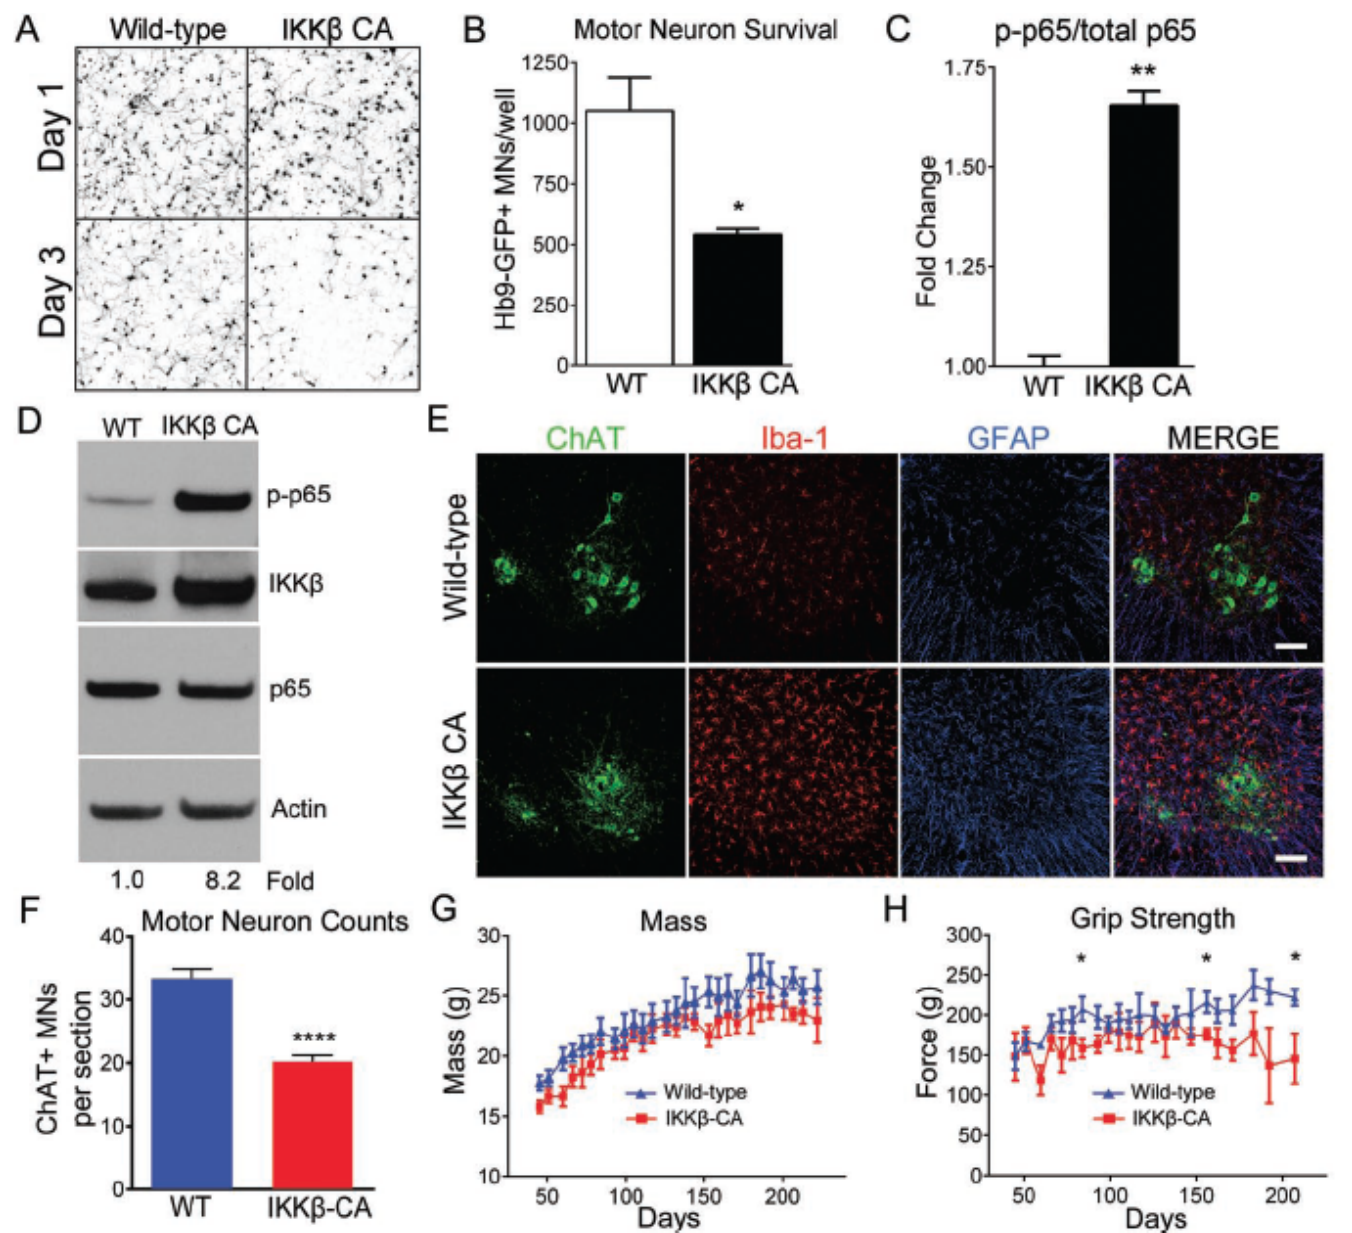 A
Wild-type IKKβ CA
Day 1
Day 3
B
Motor Neuron Survival
Hb9-GFP+ MNs/well
1250
1000
750
500
250
0
*
WT IKKβ CA
C
p-p65/total p65
Fold Change
1.75
1.50
1.25
1.00
**
WT IKKβ CA
D
WT IKKβ CA
p-p65
IKKβ
p65
Actin
1.0 8.2 Fold
E
ChAT Iba-1 GFAP MERGE
Wild-type
IKKβ CA
F
Motor Neuron Counts
ChAT+ MNs
per section
40
30
20
10
0
****
WT IKKβ-CA
G
Mass
Mass (g)
30
25
20
15
10
Wild-type
IKKβ-CA
50 100 150 200
Days
H
Grip Strength
Force (g)
300
250
200
150
100
50
0
* * *
Wild-type
IKKβ-CA
50 100 150 200
Days